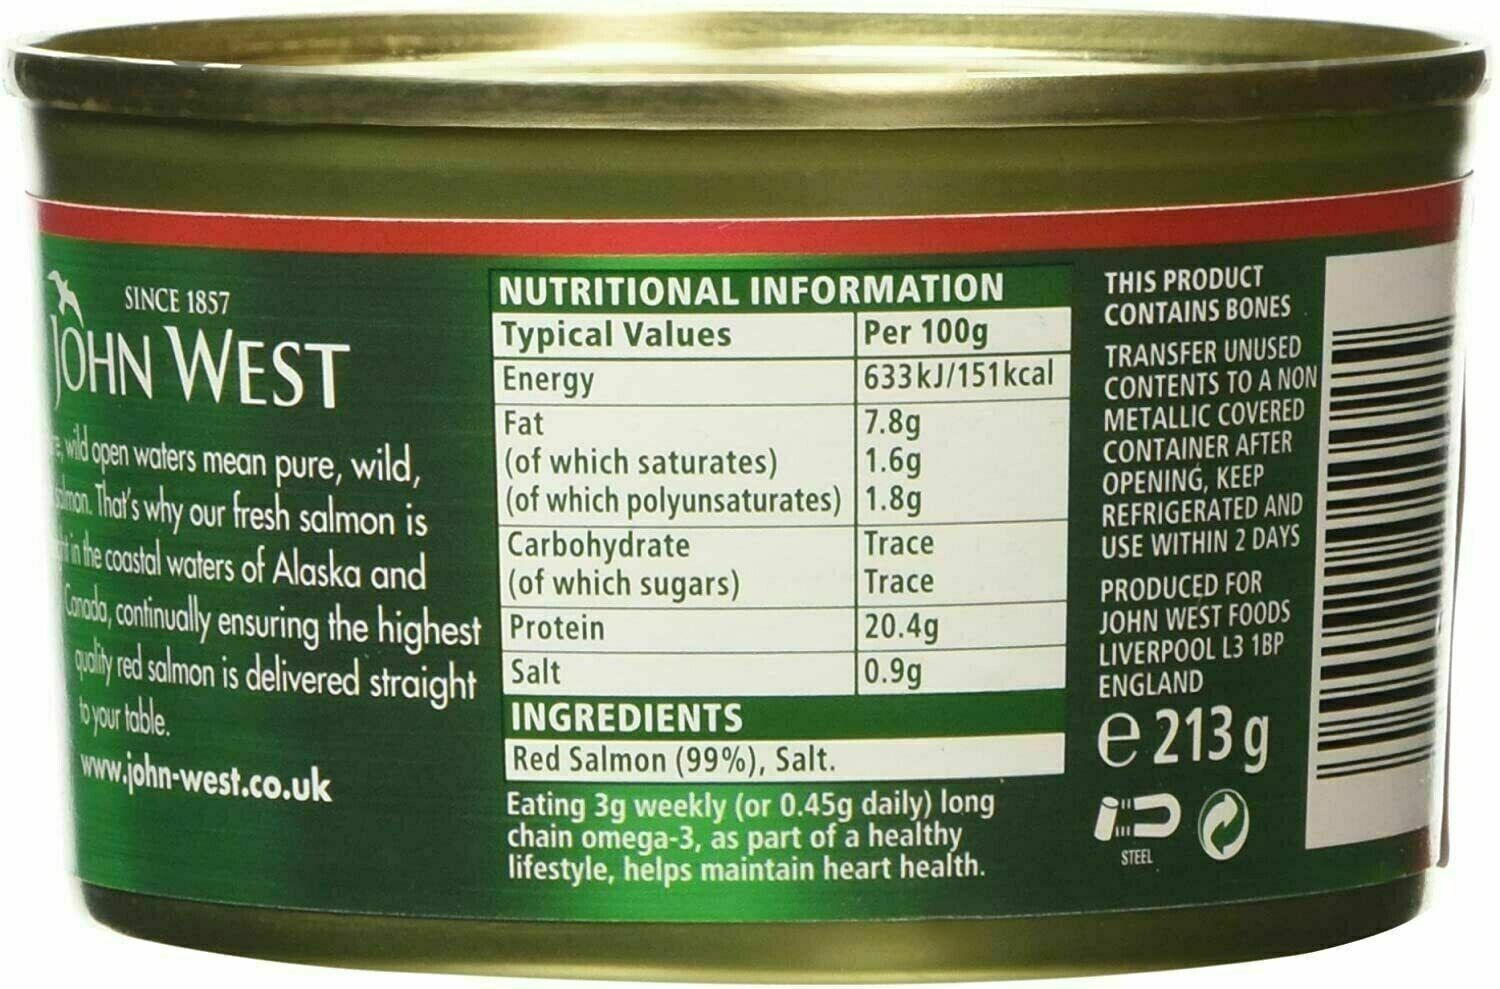 SINCE 1857
JOHN WEST
wild open waters mean pure, wild,
salmon. That's why our fresh salmon is
in the coastal waters of Alaska and
Canada, continually ensuring the highest
quality red salmon is delivered straight
to your table.
www.john-west.co.uk
NUTRITIONAL INFORMATION
Typical Values Per 100g
Energy 633kJ/151kcal
Fat 7.8g
(of which saturates) 1.6g
(of which polyunsaturates) 1.8g
Carbohydrate Trace
(of which sugars) Trace
Protein 20.4g
Salt 0.9g
INGREDIENTS
Red Salmon (99%), Salt.
Eating 3g weekly (or 0.45g daily) long
chain omega-3, as part of a healthy
lifestyle, helps maintain heart health.
THIS PRODUCT
CONTAINS BONES
TRANSFER UNUSED
CONTENTS TO A NON
METALLIC COVERED
CONTAINER AFTER
OPENING, KEEP
REFRIGERATED AND
USE WITHIN 2 DAYS
PRODUCED FOR
JOHN WEST FOODS
LIVERPOOL L3 1BP
ENGLAND
e 213g
STEEL